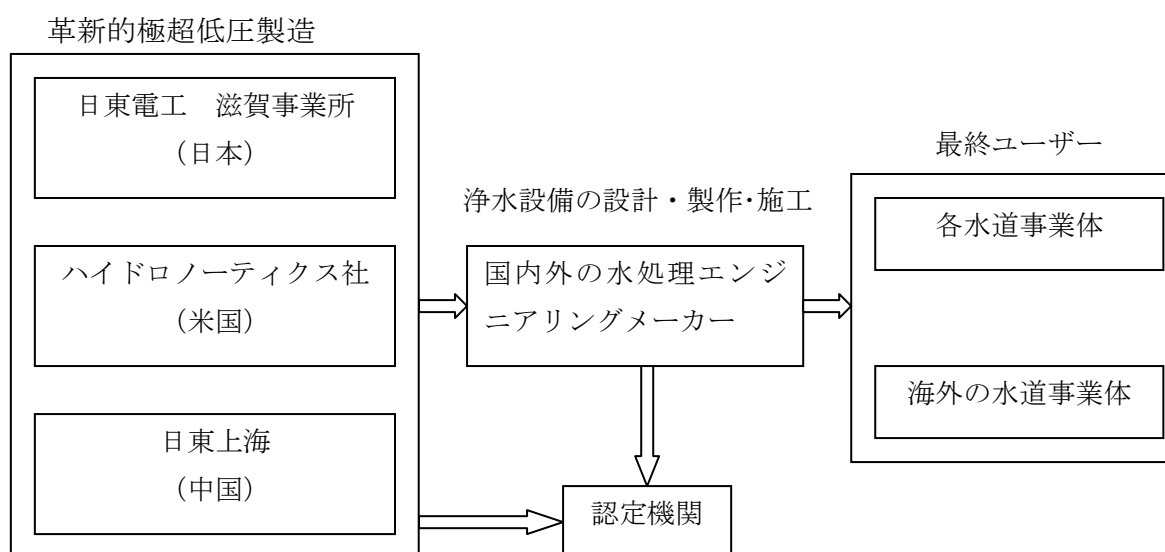 革新的極超低圧製造
日東電工　滋賀事業所
（日本）
ハイドロノーティクス社
（米国）
日東上海
（中国）
浄水設備の設計・製作･施工
国内外の水処理エンジ
ニアリングメーカー
認定機関
最終ユーザー
各水道事業体
海外の水道事業体